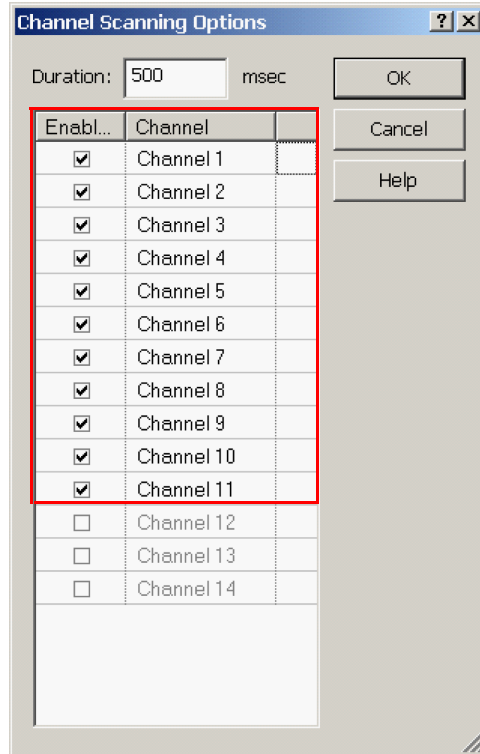 Channel Scanning Options
Duration: 500 msec
OK
Cancel
Help
Enabl... Channel
Channel 1
Channel 2
Channel 3
Channel 4
Channel 5
Channel 6
Channel 7
Channel 8
Channel 9
Channel 10
Channel 11
Channel 12
Channel 13
Channel 14